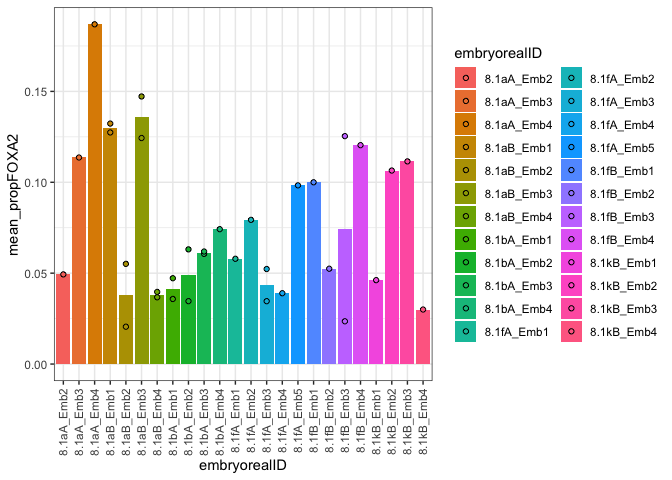 embryorealID
8.1aA_Emb2
8.1aA_Emb3
8.1aA_Emb4
8.1aB_Emb1
8.1aB_Emb2
8.1aB_Emb3
8.1aB_Emb4
8.1bA_Emb1
8.1bA_Emb2
8.1bA_Emb3
8.1bA_Emb4
8.1fA_Emb1
8.1fA_Emb2
8.1fA_Emb3
8.1fA_Emb4
8.1fA_Emb5
8.1fB_Emb1
8.1fB_Emb2
8.1fB_Emb3
8.1fB_Emb4
8.1kB_Emb1
8.1kB_Emb2
8.1kB_Emb3
8.1kB_Emb4
mean_propFOXA2
0.15
0.10
0.05
0.00
8.1aA_Emb2
8.1aA_Emb3
8.1aA_Emb4
8.1aB_Emb1
8.1aB_Emb2
8.1aB_Emb3
8.1aB_Emb4
8.1bA_Emb1
8.1bA_Emb2
8.1bA_Emb3
8.1bA_Emb4
8.1fA_Emb1
8.1fA_Emb2
8.1fA_Emb3
8.1fA_Emb4
8.1fA_Emb5
8.1fB_Emb1
8.1fB_Emb2
8.1fB_Emb3
8.1fB_Emb4
8.1kB_Emb1
8.1kB_Emb2
8.1kB_Emb3
8.1kB_Emb4
embryorealID